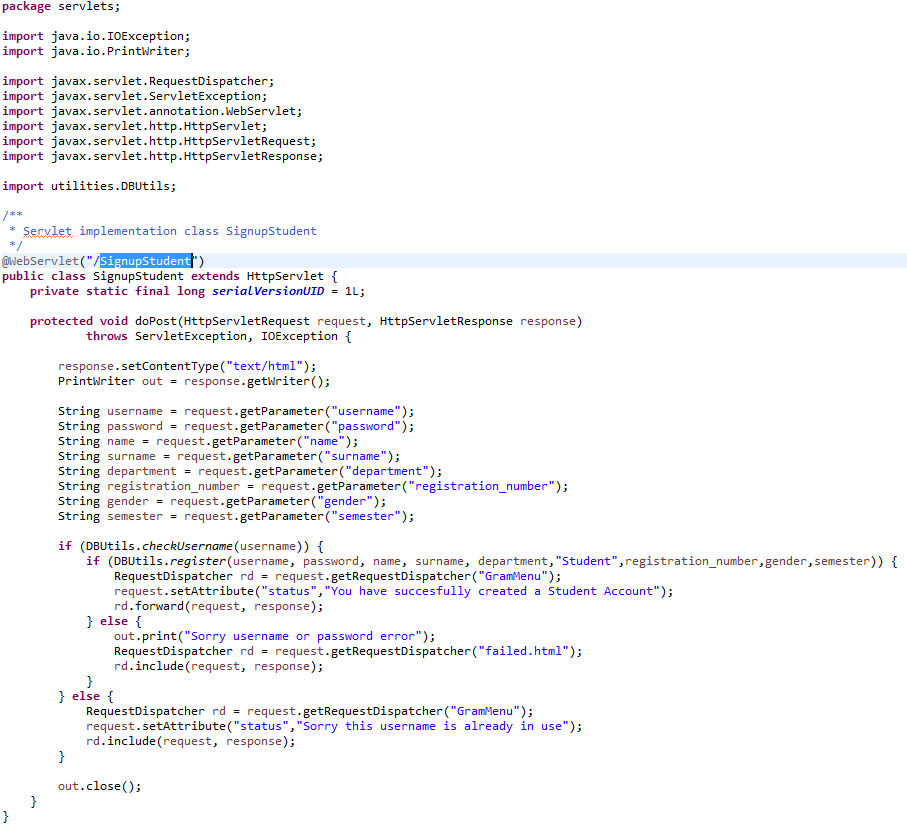 package servlets;
import java.io.IOException;
import java.io.PrintWriter;
import javax.servlet.RequestDispatcher;
import javax.servlet.ServletException;
import javax.servlet.annotation.WebServlet;
import javax.servlet.http.HttpServlet;
import javax.servlet.http.HttpServletRequest;
import javax.servlet.http.HttpServletResponse;
import utilities.DBUtils;
/**
 * Servlet implementation class SignupStudent
 */
@WebServlet("/SignupStudent")
public class SignupStudent extends HttpServlet {
    private static final long serialVersionUID = 1L;
    protected void doPost(HttpServletRequest request, HttpServletResponse response)
            throws ServletException, IOException {
        response.setContentType("text/html");
        PrintWriter out = response.getWriter();
        String username = request.getParameter("username");
        String password = request.getParameter("password");
        String name = request.getParameter("name");
        String surname = request.getParameter("surname");
        String department = request.getParameter("department");
        String registration_number = request.getParameter("registration_number");
        String gender = request.getParameter("gender");
        String semester = request.getParameter("semester");
        if (DBUtils.checkUsername(username)) {
            if (DBUtils.register(username, password, name, surname, department,"Student",registration_number,gender,semester)) {
                RequestDispatcher rd = request.getRequestDispatcher("GramMenu");
                request.setAttribute("status","You have succesfully created a Student Account");
                rd.forward(request, response);
            } else {
                out.print("Sorry username or password error");
                RequestDispatcher rd = request.getRequestDispatcher("failed.html");
                rd.include(request, response);
            }
        } else {
            RequestDispatcher rd = request.getRequestDispatcher("GramMenu");
            request.setAttribute("status","Sorry this username is already in use");
            rd.include(request, response);
        }
        out.close();
    }
}